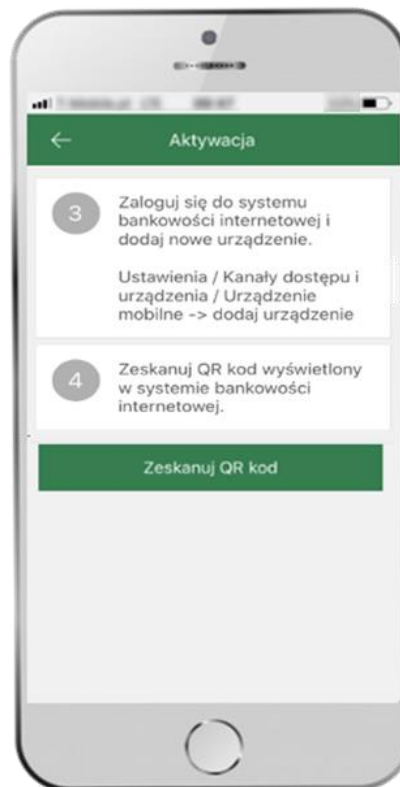 Aktywacja
3
Zaloguj się do systemu
bankowości internetowej i
dodaj nowe urządzenie.
Ustawienia / Kanały dostępu i
urządzenia / Urządzenie
mobilne -> dodaj urządzenie
4
Zeskanuj QR kod wyświetlony
w systemie bankowości
internetowej.
Zeskanuj QR kod